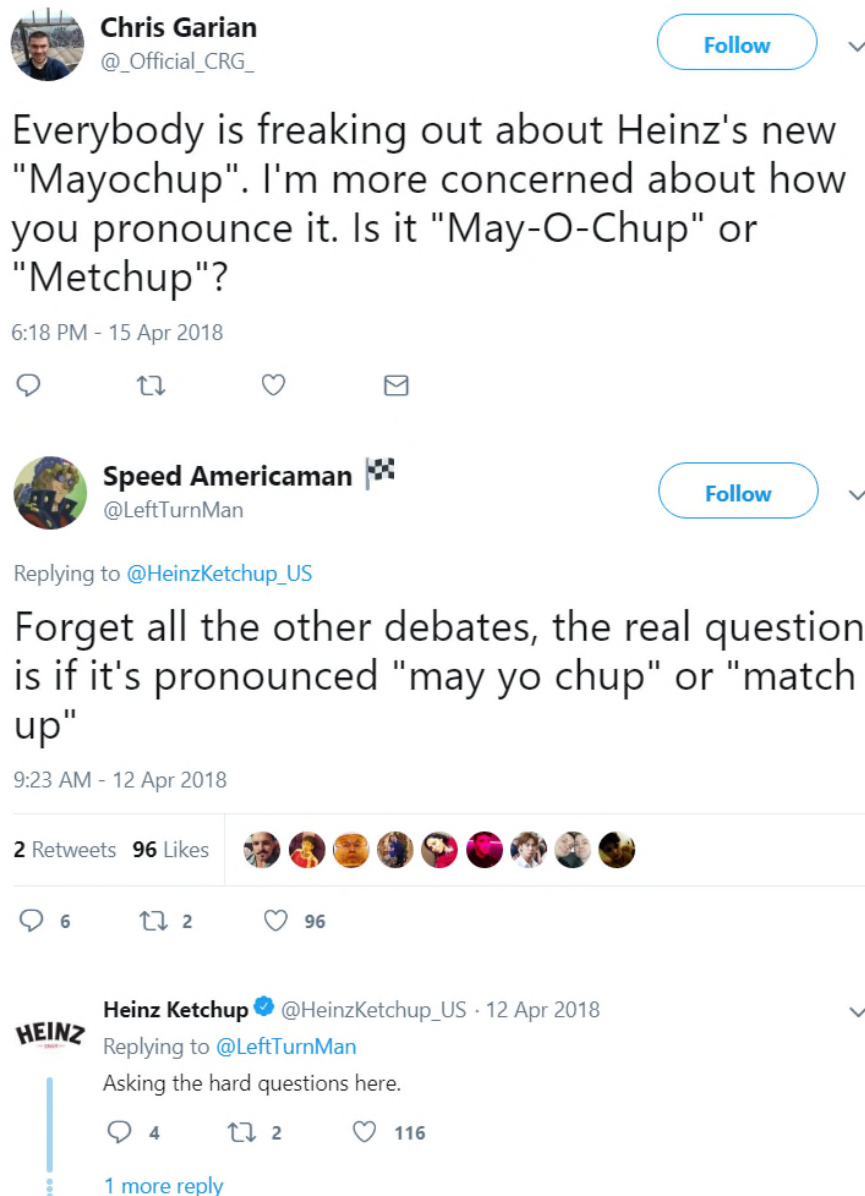 Chris Garian
@_Official_CRG_
Follow
Everybody is freaking out about Heinz's new
"Mayochup". I'm more concerned about how
you pronounce it. Is it "May-O-Chup" or
"Metchup"?
6:18 PM - 15 Apr 2018
Speed Americaman
@LeftTurnMan
Follow
Replying to @HeinzKetchup_US
Forget all the other debates, the real question
is if it's pronounced "may yo chup" or "match
up"
9:23 AM - 12 Apr 2018
2 Retweets 96 Likes
6 2 96
HEINZ
Heinz Ketchup @HeinzKetchup_US · 12 Apr 2018
Replying to @LeftTurnMan
Asking the hard questions here.
4 2 116
1 more reply